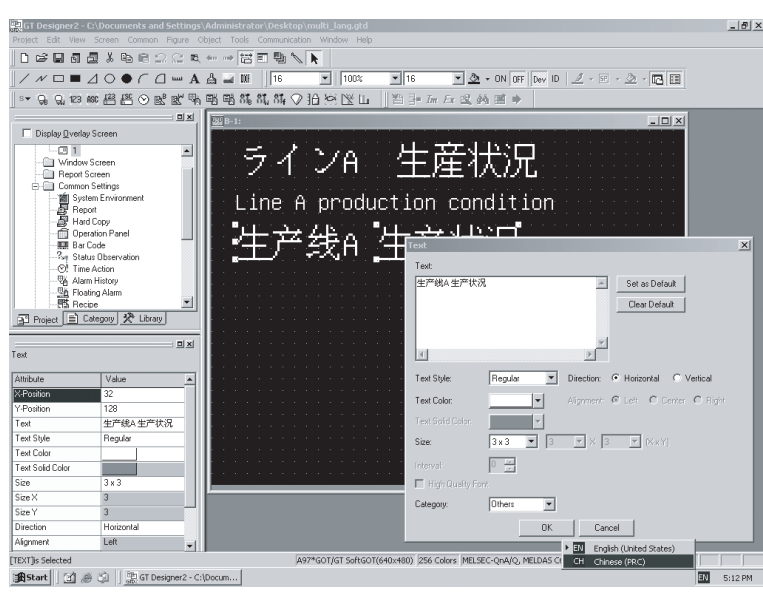 GT Designer2 - C:\Documents and Settings\Administrator\Desktop\multi_lang.gtd
Project Edit View Screen Common Figure Object Tools Communication Window Help
16 100% 16 ON OFF Dev ID
123 ABC
Display Overlay Screen
1
Window Screen
Report Screen
Common Settings
System Environment
Report
Hard Copy
Operation Panel
Bar Code
Status Observation
Time Action
Alarm History
Floating Alarm
Recipe
Project Category Library
Text
Attribute Value
X-Position 32
Y-Position 128
Text 生产线A 生产状况
Text Style Regular
Text Color
Text Solid Color
Size 3 x 3
Size X 3
Size Y 3
Direction Horizontal
Alignment Left
B-1:
ラインA 生産状況
Line A production condition
生产线A 生产状况
Text
Text:
生产线A 生产状况
Set as Default
Clear Default
Text Style: Regular Direction: Horizontal Vertical
Text Color: Alignment: Left Center Right
Text Solid Color:
Size: 3 x 3 3 X 3 (X x Y)
Interval: 0
High Quality Font
Category: Others
OK Cancel
EN English (United States)
CH Chinese (PRC)
[TEXT]is Selected A97*GOT/GT SoftGOT(640x480) 256 Colors MELSEC-QnA/Q, MELDAS C
Start GT Designer2 - C:\Docum... EN 5:12 PM